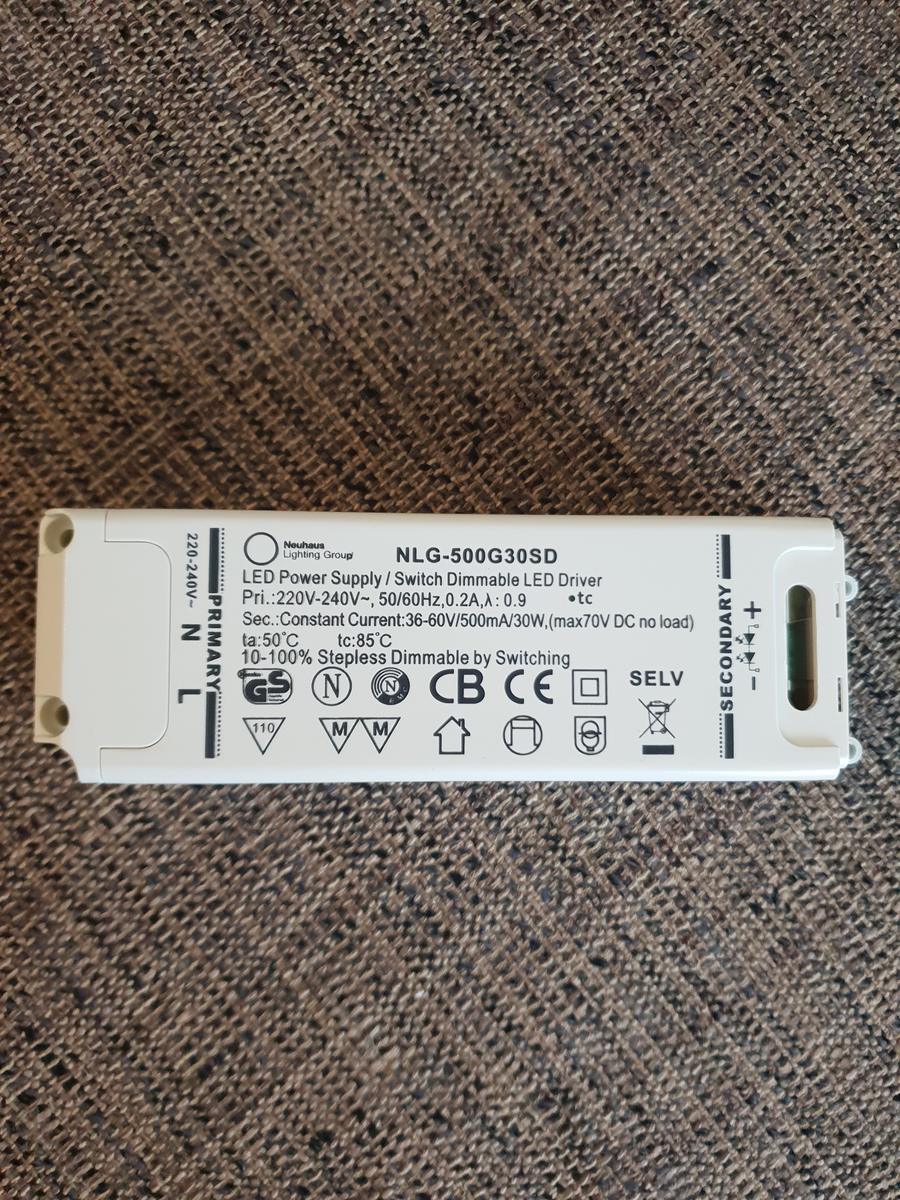 220-240V~
N
L
PRIMARY
Neuhaus
Lighting Group
NLG-500G30SD
LED Power Supply / Switch Dimmable LED Driver
Pri.:220V-240V~, 50/60Hz,0.2A,λ: 0.9 •tc
Sec.:Constant Current:36-60V/500mA/30W,(max70V DC no load)
ta:50°C tc:85°C
10-100% Stepless Dimmable by Switching
GS N N CB CE SELV
110 M M
SECONDARY
+
-